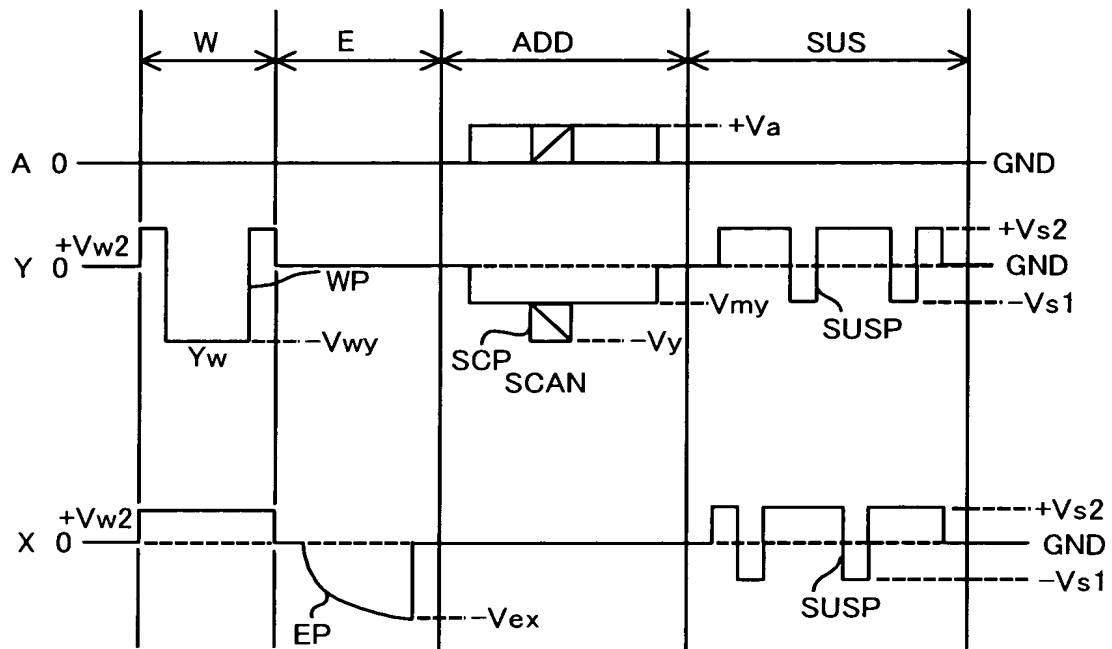 W E ADD SUS
+Va
A 0 GND
+Vw2 +Vs2
Y 0 GND
WP
Vmy −Vs1
SUSP
Yw −Vwy SCP −Vy
SCAN
+Vw2 +Vs2
X 0 GND
−Vs1
SUSP
EP −Vex